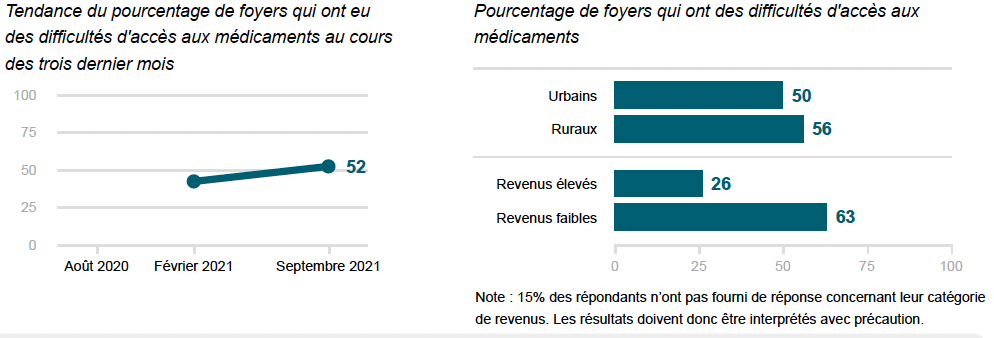 Tendance du pourcentage de foyers qui ont eu
des difficultés d'accès aux médicaments au cours
des trois dernier mois
100
75
50
52
25
0
Août 2020 Février 2021 Septembre 2021
Pourcentage de foyers qui ont des difficultés d'accès aux
médicaments
Urbains 50
Ruraux 56
Revenus élevés 26
Revenus faibles 63
0 25 50 75 100
Note : 15% des répondants n'ont pas fourni de réponse concernant leur catégorie
de revenus. Les résultats doivent donc être interprétés avec précaution.